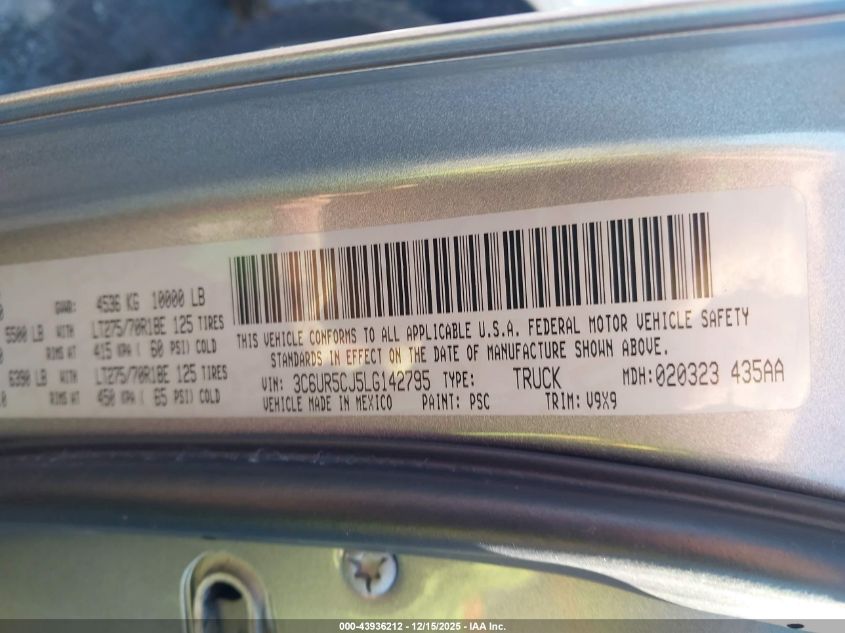 GVWR: 4536 KG 10000 LB
5500 LB WITH LT275/70R18E 125 TIRES
RIMS AT 415 KPA ( 60 PSI) COLD
6390 LB WITH LT275/70R18E 125 TIRES
RIMS AT 450 KPA ( 65 PSI) COLD
THIS VEHICLE CONFORMS TO ALL APPLICABLE U.S.A. FEDERAL MOTOR VEHICLE SAFETY
STANDARDS IN EFFECT ON THE DATE OF MANUFACTURE SHOWN ABOVE.
VIN: 3C6UR5CJ5LG142795 TYPE: TRUCK MDH:020323 435AA
VEHICLE MADE IN MEXICO PAINT: PSC TRIM: V9X9
000-43936212 - 12/15/2025 - IAA Inc.